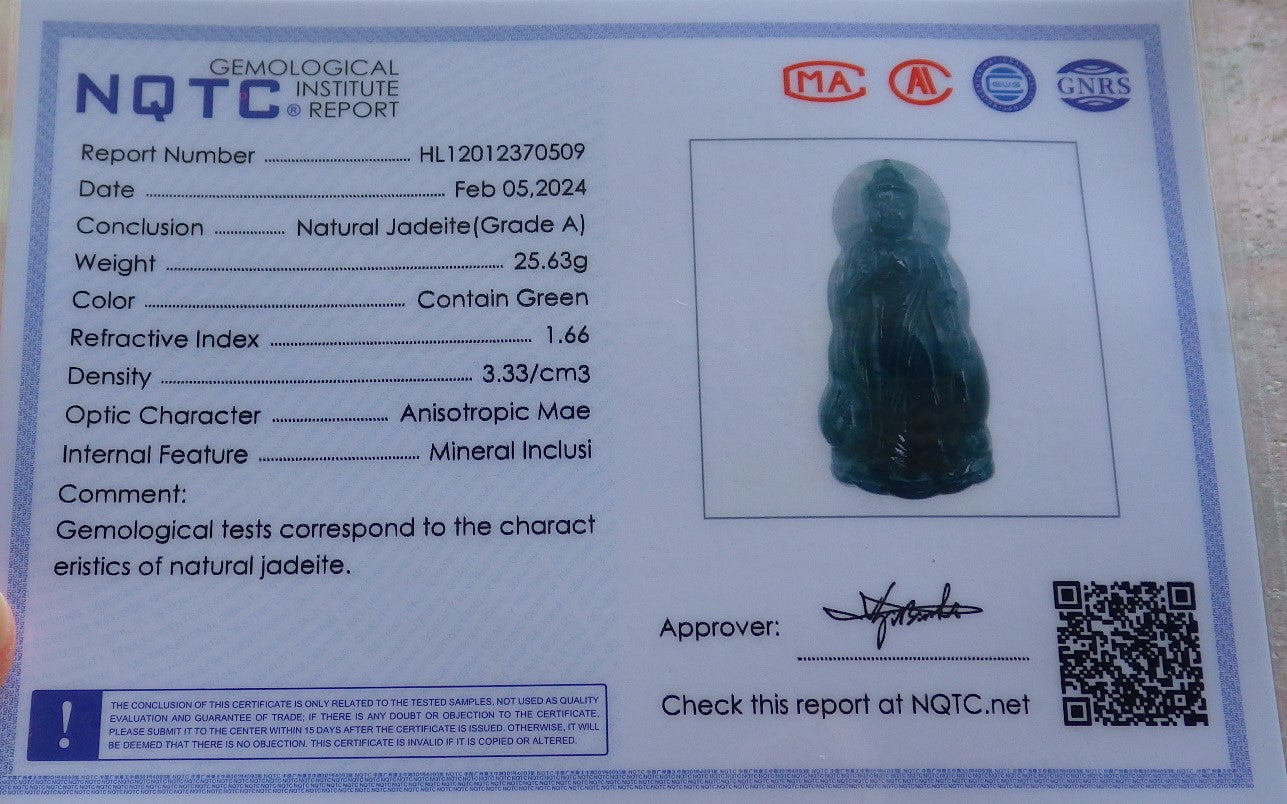 GEMOLOGICAL
NQTC® INSTITUTE
REPORT
MA
AL
GWS
GNRS
Report Number ........ HL12012370509
Date ........ Feb 05,2024
Conclusion ........ Natural Jadeite(Grade A)
Weight ........ 25.63g
Color ........ Contain Green
Refractive Index ........ 1.66
Density ........ 3.33/cm3
Optic Character ........ Anisotropic Mae
Internal Feature ........ Mineral Inclusi
Comment:
Gemological tests correspond to the charact
eristics of natural jadeite.
Approver:
Check this report at NQTC.net
! THE CONCLUSION OF THIS CERTIFICATE IS ONLY RELATED TO THE TESTED SAMPLES, NOT USED AS QUALITY
EVALUATION AND GUARANTEE OF TRADE; IF THERE IS ANY DOUBT OR OBJECTION TO THE CERTIFICATE,
PLEASE SUBMIT IT TO THE CENTER WITHIN 15 DAYS AFTER THE CERTIFICATE IS ISSUED. OTHERWISE, IT WILL
BE DEEMED THAT THERE IS NO OBJECTION. THIS CERTIFICATE IS INVALID IF IT IS COPIED OR ALTERED.